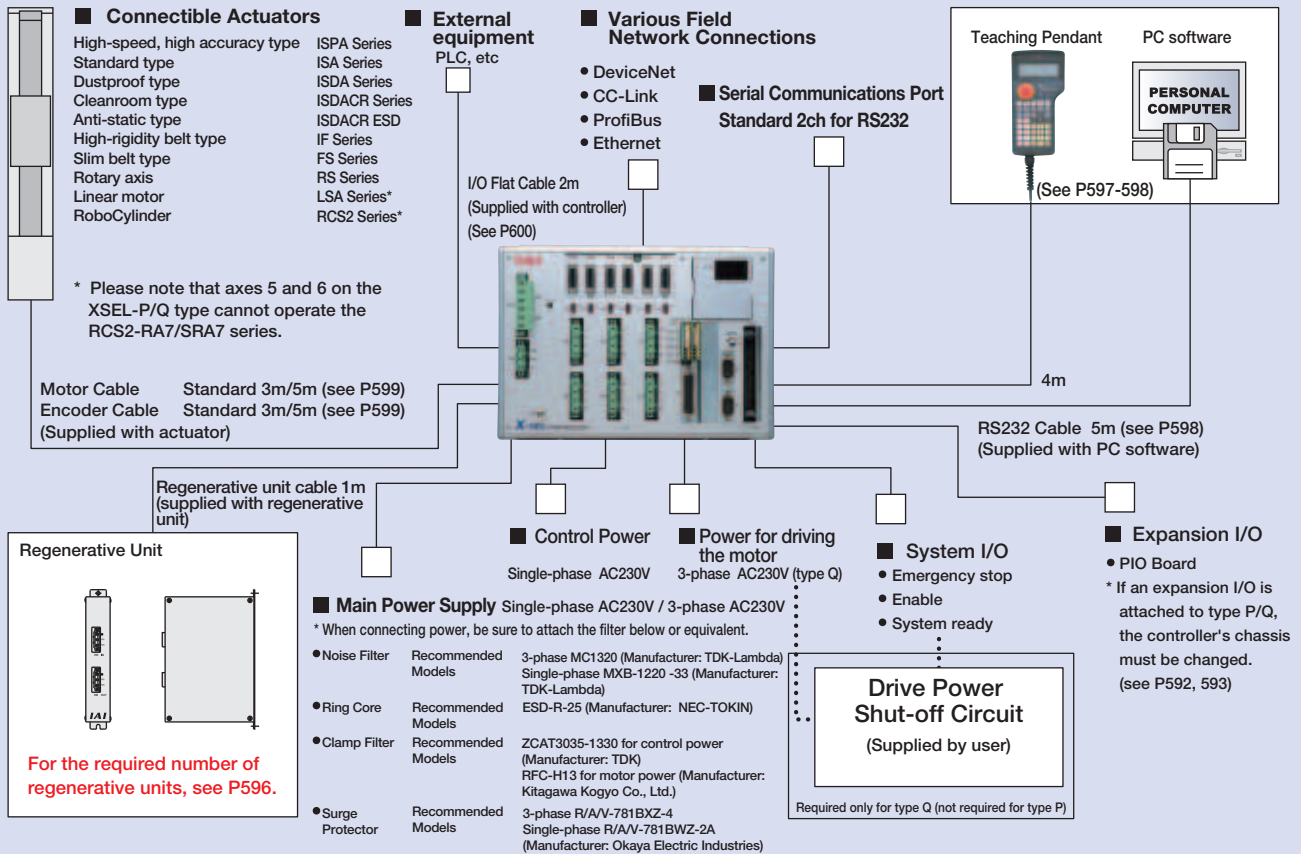 ■ Connectible Actuators
High-speed, high accuracy type ISPA Series
Standard type ISA Series
Dustproof type ISDA Series
Cleanroom type ISDACR Series
Anti-static type ISDACR ESD
High-rigidity belt type IF Series
Slim belt type FS Series
Rotary axis RS Series
Linear motor LSA Series*
RoboCylinder RCS2 Series*
* Please note that axes 5 and 6 on the
XSEL-P/Q type cannot operate the
RCS2-RA7/SRA7 series.
Motor Cable Standard 3m/5m (see P599)
Encoder Cable Standard 3m/5m (see P599)
(Supplied with actuator)
■ External
equipment
PLC, etc
I/O Flat Cable 2m
(Supplied with controller)
(See P600)
■ Various Field
Network Connections
• DeviceNet
• CC-Link
• ProfiBus
• Ethernet
■ Serial Communications Port
Standard 2ch for RS232
Teaching Pendant
PC software
PERSONAL
COMPUTER
(See P597-598)
4m
RS232 Cable 5m (see P598)
(Supplied with PC software)
Regenerative unit cable 1m
(supplied with regenerative
unit)
Regenerative Unit
IAI
For the required number of
regenerative units, see P596.
■ Control Power
Single-phase AC230V
■ Power for driving
the motor
3-phase AC230V (type Q)
■ System I/O
• Emergency stop
• Enable
• System ready
■ Expansion I/O
• PIO Board
* If an expansion I/O is
attached to type P/Q,
the controller's chassis
must be changed.
(see P592, 593)
■ Main Power Supply Single-phase AC230V / 3-phase AC230V
* When connecting power, be sure to attach the filter below or equivalent.
• Noise Filter Recommended 3-phase MC1320 (Manufacturer: TDK-Lambda)
Models Single-phase MXB-1220 -33 (Manufacturer:
TDK-Lambda)
• Ring Core Recommended ESD-R-25 (Manufacturer: NEC-TOKIN)
Models
• Clamp Filter Recommended ZCAT3035-1330 for control power
Models (Manufacturer: TDK)
RFC-H13 for motor power (Manufacturer:
Kitagawa Kogyo Co., Ltd.)
• Surge Recommended 3-phase R/A/V-781BXZ-4
Protector Models Single-phase R/A/V-781BWZ-2A
(Manufacturer: Okaya Electric Industries)
Drive Power
Shut-off Circuit
(Supplied by user)
Required only for type Q (not required for type P)